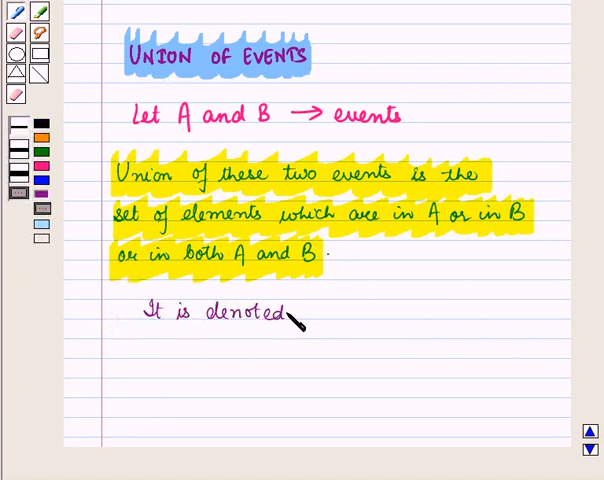 UNION OF EVENTS
Let A and B → events
Union of these two events is the
set of elements which are in A or in B
or in both A and B.
It is denoted